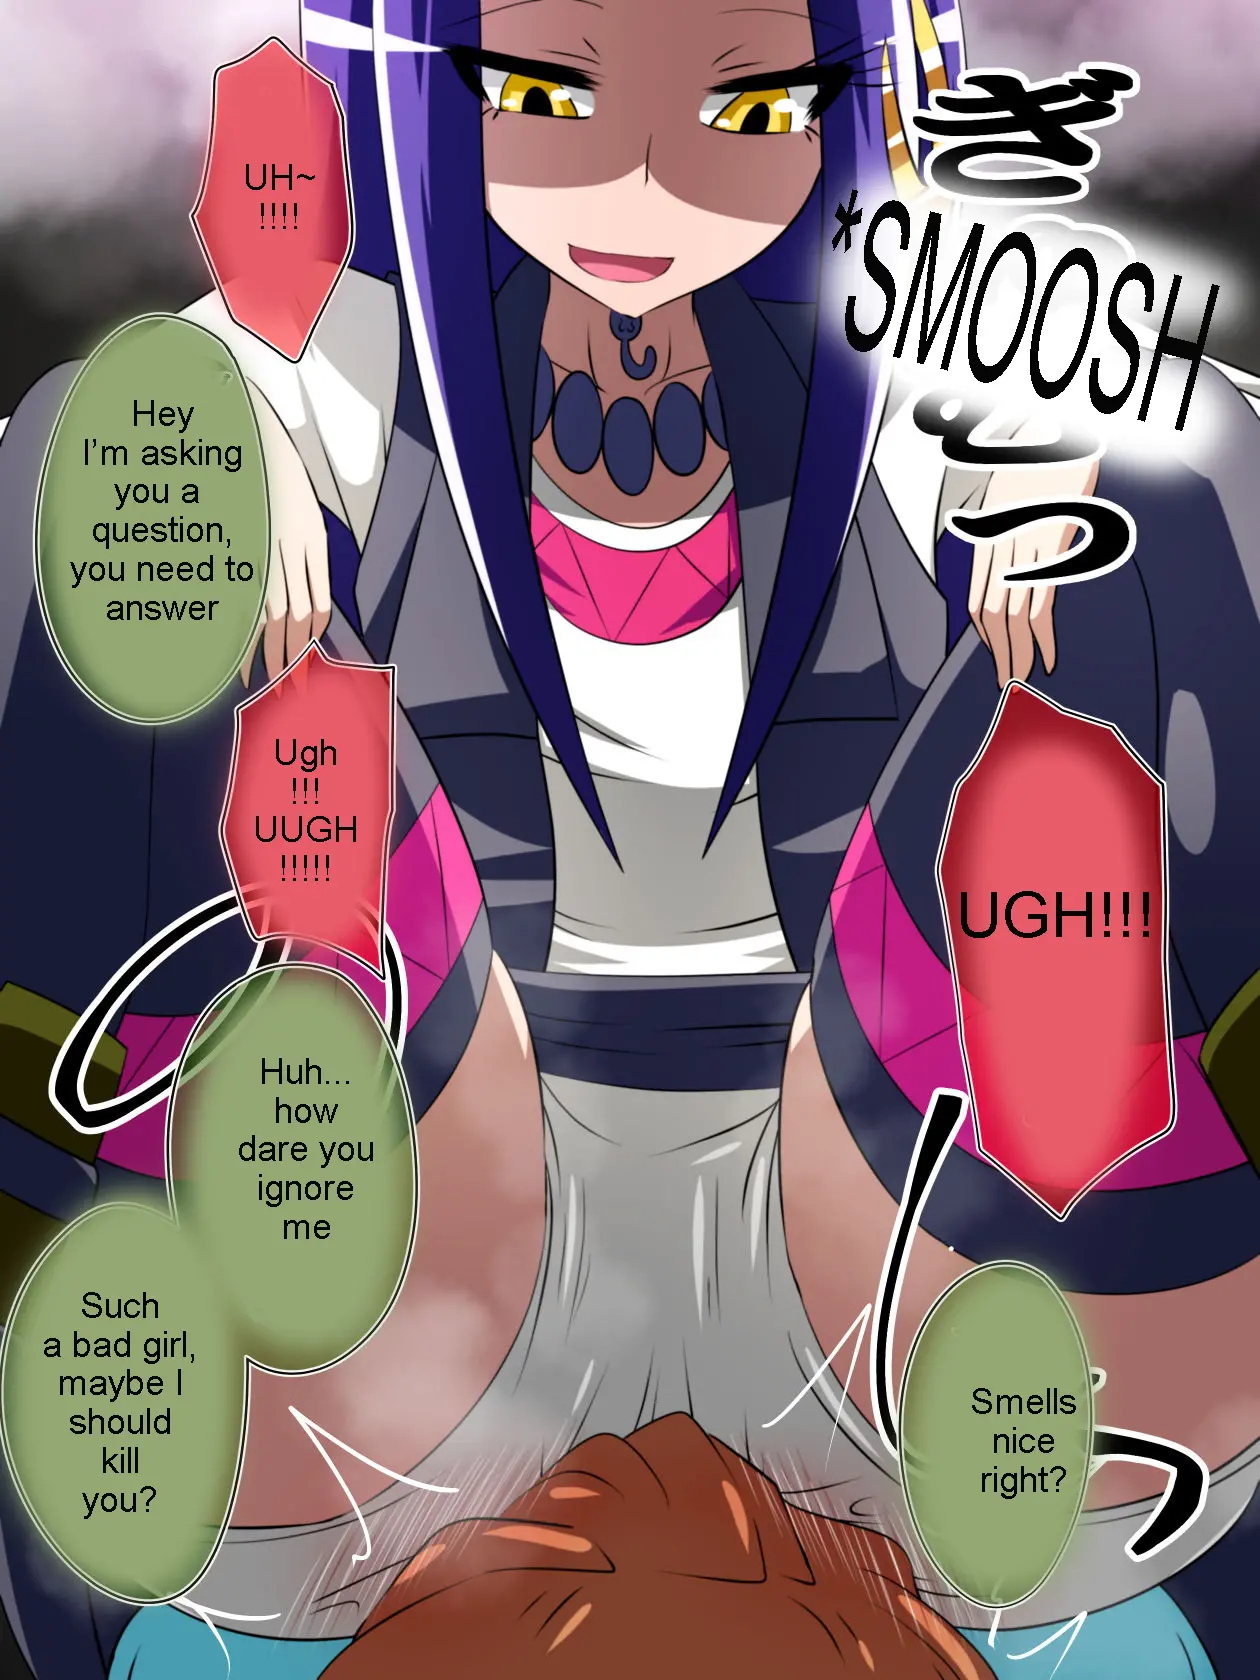 UH~
!!!!
ぎ
*SMOOSH
っ
Hey
I'm asking
you a
question,
you need to
answer
Ugh
!!!
UUGH
!!!!!
UGH!!!
Huh...
how
dare you
ignore
me
Such
a bad girl,
maybe I
should
kill
you?
Smells
nice
right?